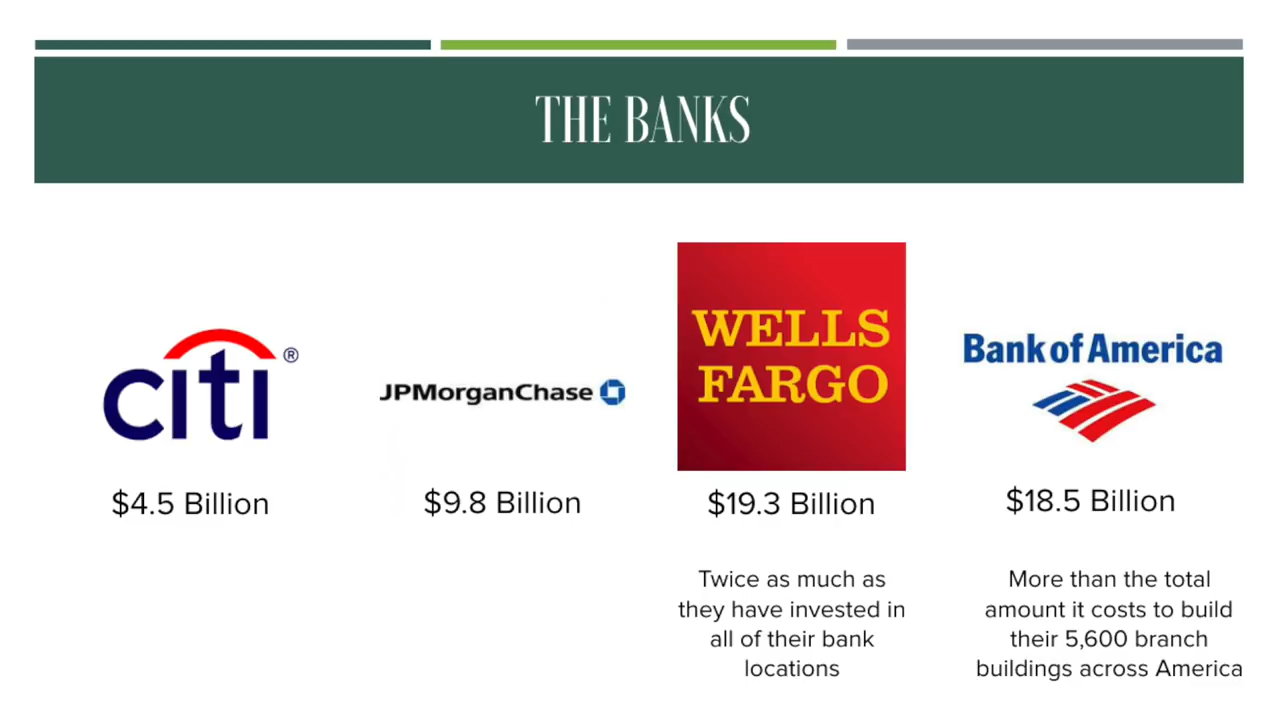 THE BANKS
citi®
$4.5 Billion
JPMorganChase
$9.8 Billion
WELLS
FARGO
$19.3 Billion
Twice as much as
they have invested in
all of their bank
locations
Bank of America
$18.5 Billion
More than the total
amount it costs to build
their 5,600 branch
buildings across America